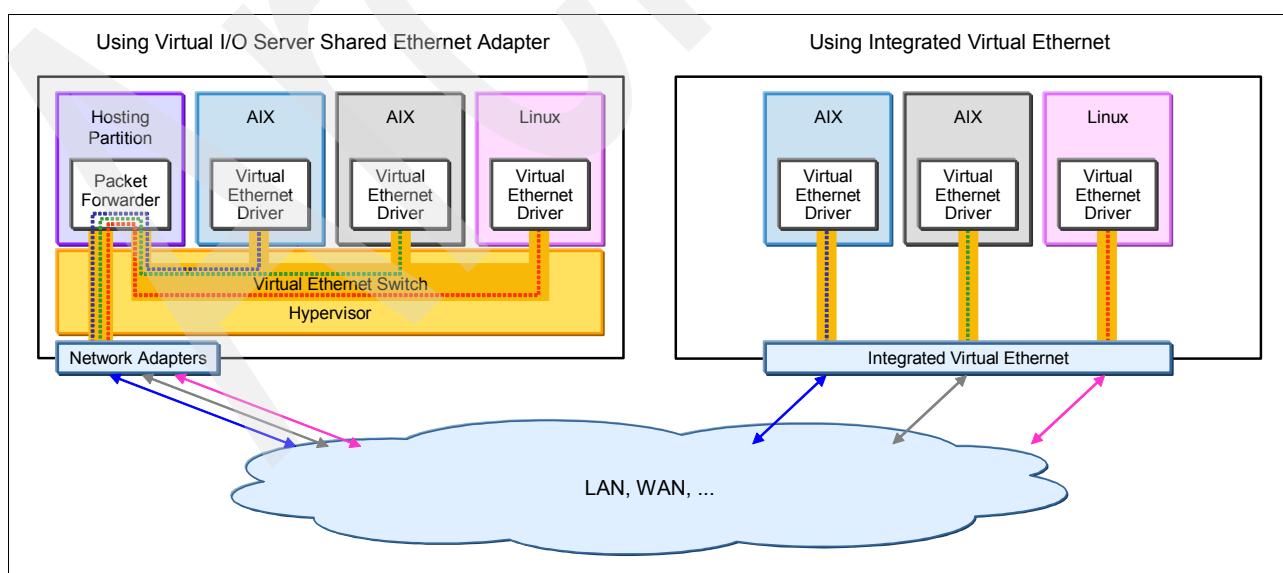 Using Virtual I/O Server Shared Ethernet Adapter
Using Integrated Virtual Ethernet
Hosting
Partition
Packet
Forwarder
AIX
Virtual
Ethernet
Driver
AIX
Virtual
Ethernet
Driver
Linux
Virtual
Ethernet
Driver
Virtual Ethernet Switch
Hypervisor
Network Adapters
AIX
Virtual
Ethernet
Driver
AIX
Virtual
Ethernet
Driver
Linux
Virtual
Ethernet
Driver
Integrated Virtual Ethernet
LAN, WAN, ...